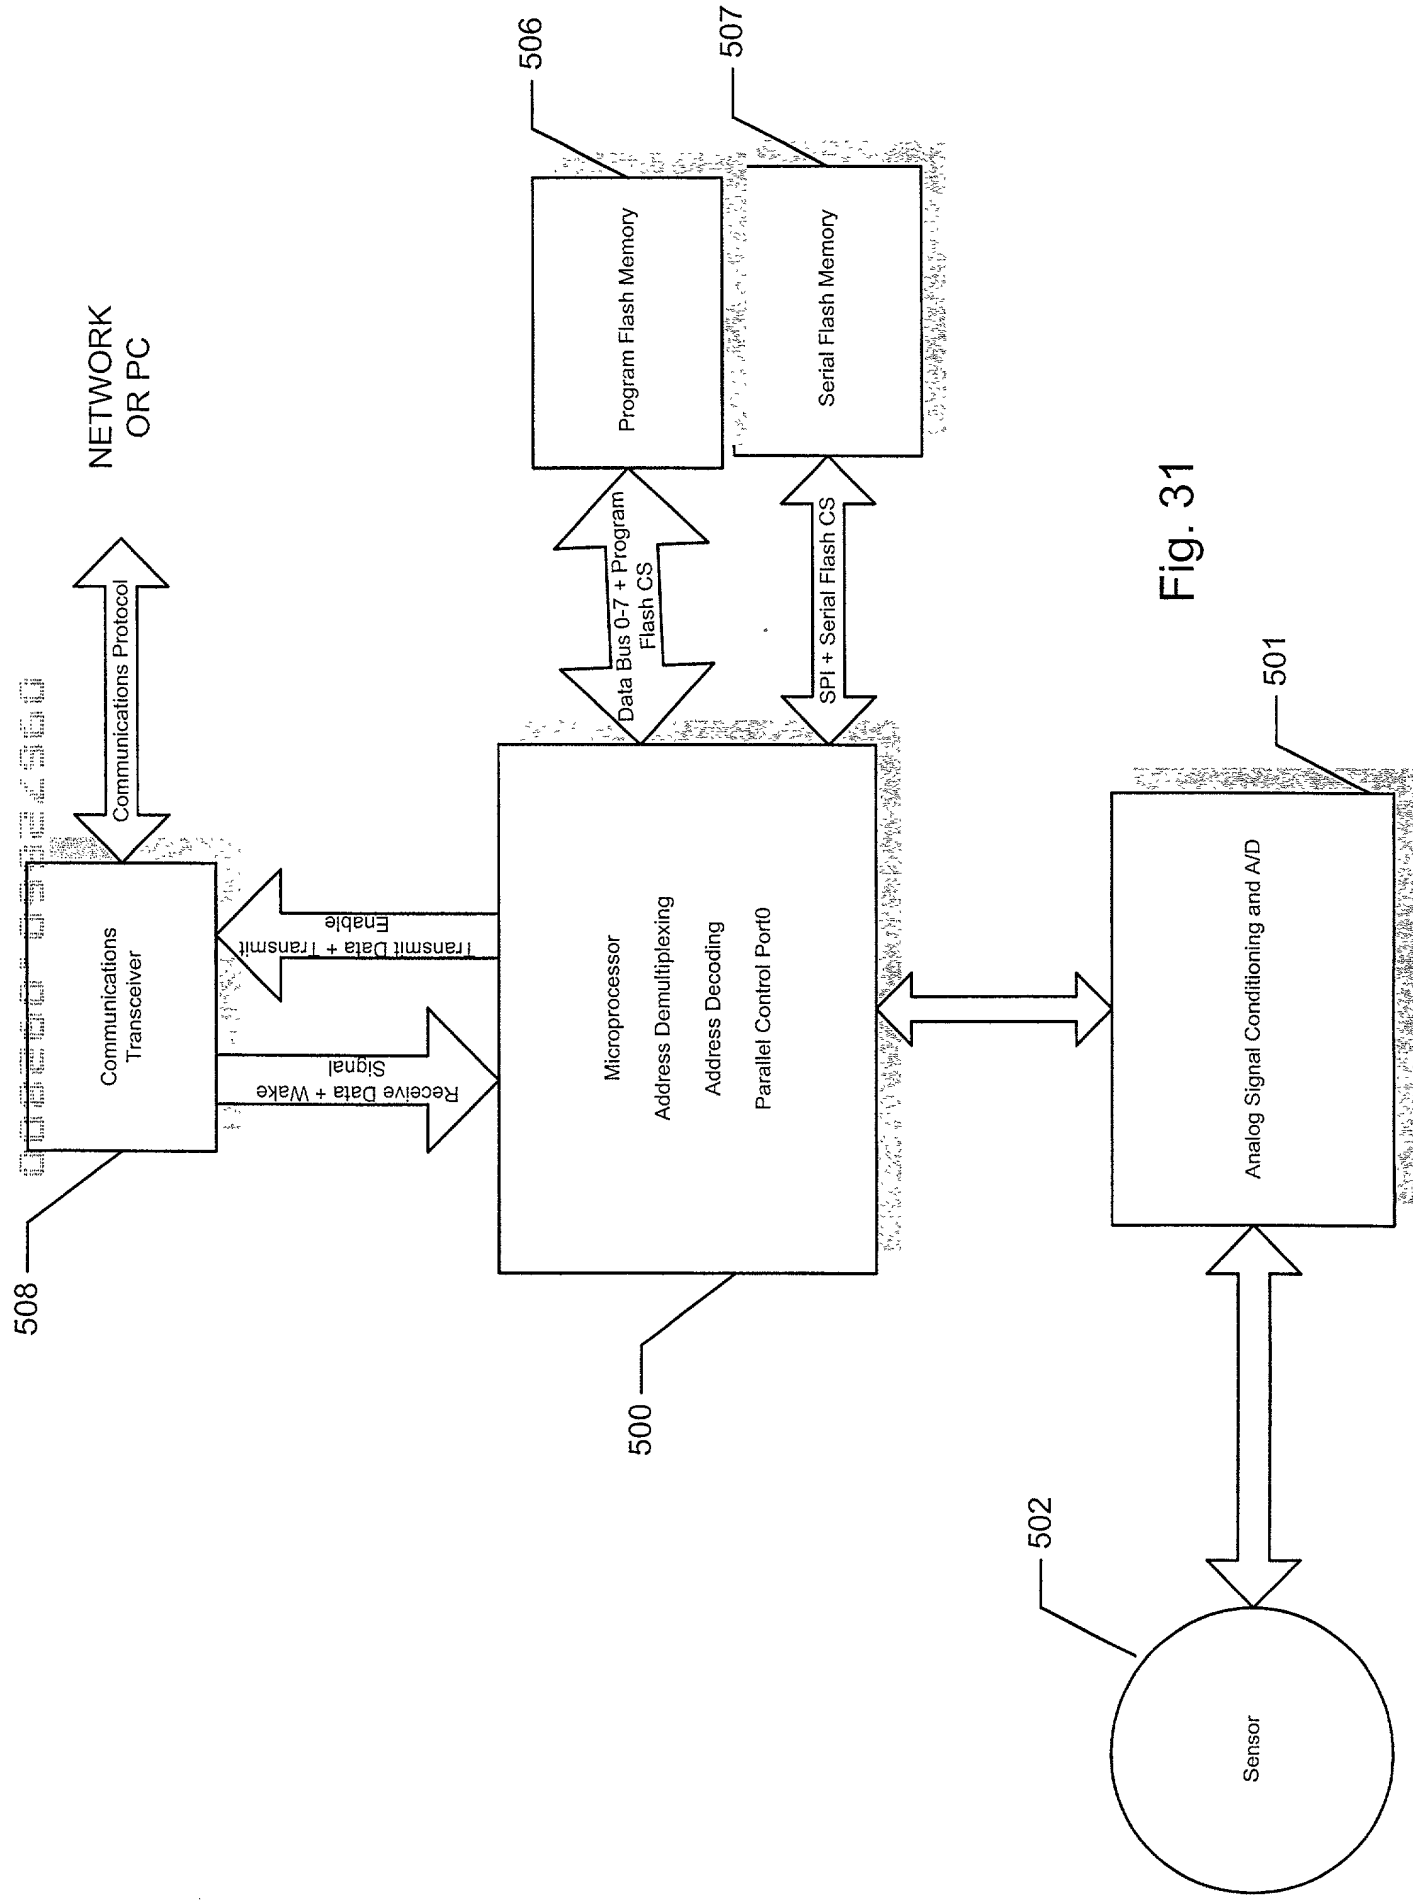 508
Communications
Transceiver
Communications Protocol
NETWORK
OR PC
Receive Data + Wake
Signal
Transmit Data + Transmit
Enable
500
Microprocessor
Address Demultiplexing
Address Decoding
Parallel Control Port0
Data Bus 0-7 + Program
Flash CS
506
Program Flash Memory
SPI + Serial Flash CS
507
Serial Flash Memory
502
Sensor
Analog Signal Conditioning and A/D
501
Fig. 31